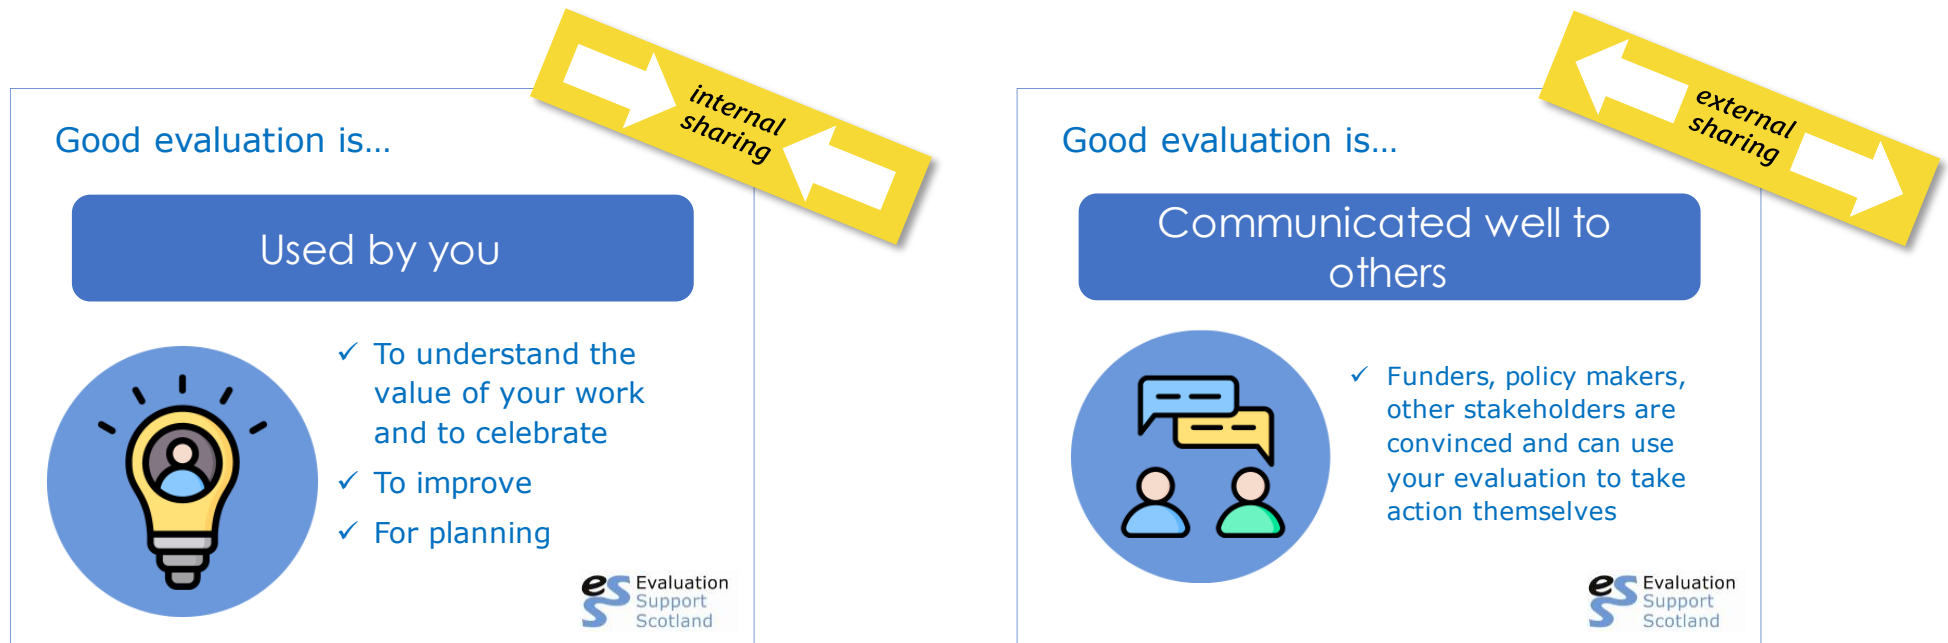 internal
sharing
Good evaluation is…
Used by you
✓ To understand the
value of your work
and to celebrate
✓ To improve
✓ For planning
es Evaluation
Support
Scotland
external
sharing
Good evaluation is…
Communicated well to
others
✓ Funders, policy makers,
other stakeholders are
convinced and can use
your evaluation to take
action themselves
es Evaluation
Support
Scotland